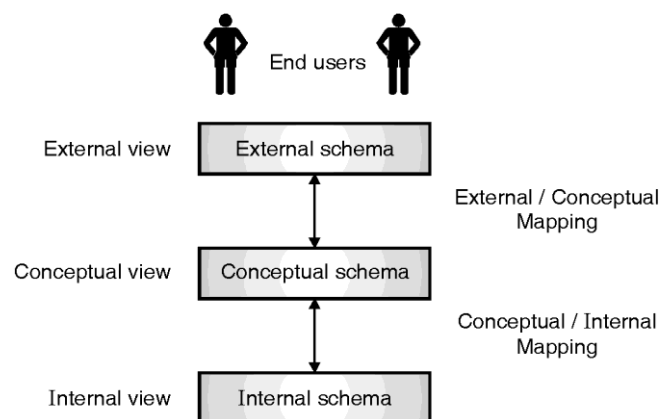 End users
External view
External schema
External / Conceptual
Mapping
Conceptual view
Conceptual schema
Conceptual / Internal
Mapping
Internal view
Internal schema